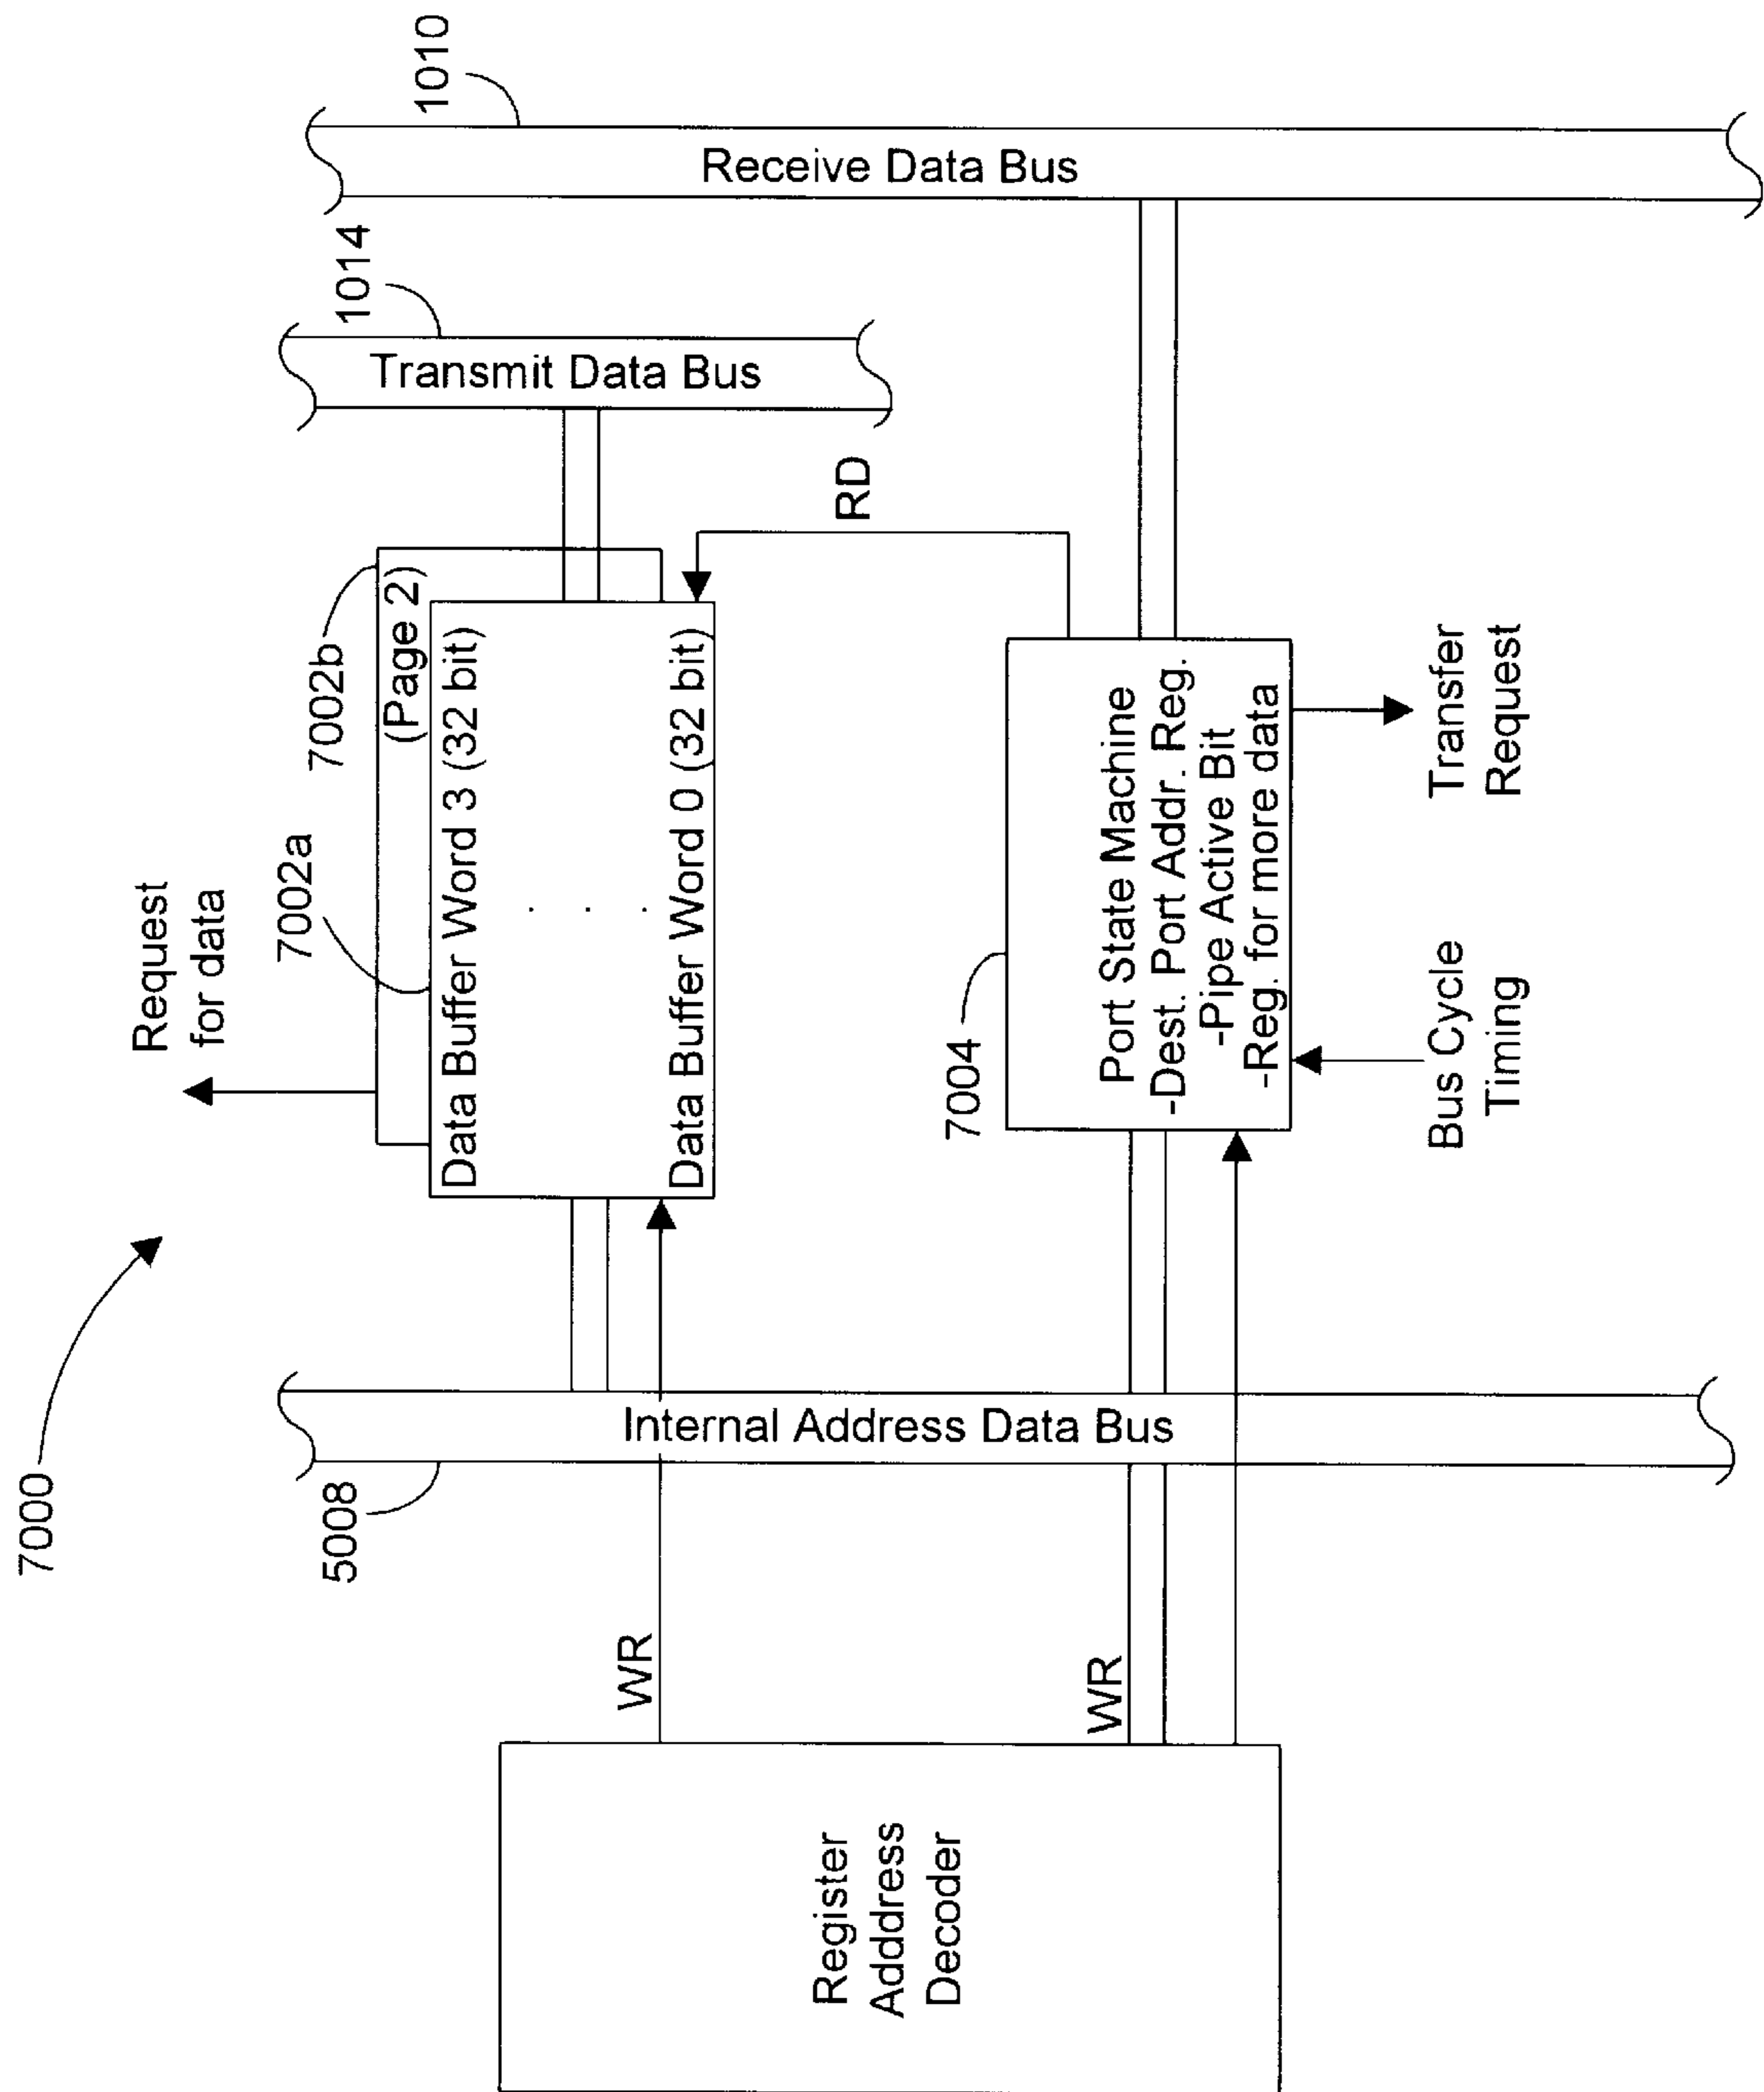 7000
Request
for data
7002a
7002b
(Page 2)
Data Buffer Word 3 (32 bit)
. . .
Data Buffer Word 0 (32 bit)
1014
Transmit Data Bus
1010
Receive Data Bus
5008
Internal Address Data Bus
WR
WR
RD
Register
Adddress
Decoder
7004
Port State Machine
-Dest. Port Addr. Reg.
-Pipe Active Bit
-Reg. for more data
Bus Cycle
Timing
Transfer
Request